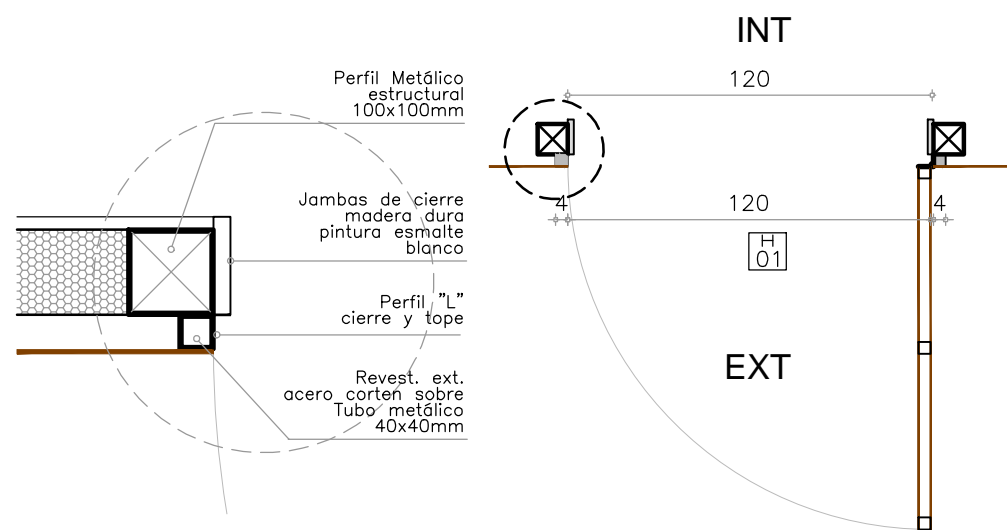 Perfil Metálico
estructural
100x100mm
Jambas de cierre
madera dura
pintura esmalte
blanco
Perfil "L"
cierre y tope
Revest. ext.
acero corten sobre
Tubo metálico
40x40mm
INT
120
4
120
4
H
01
EXT